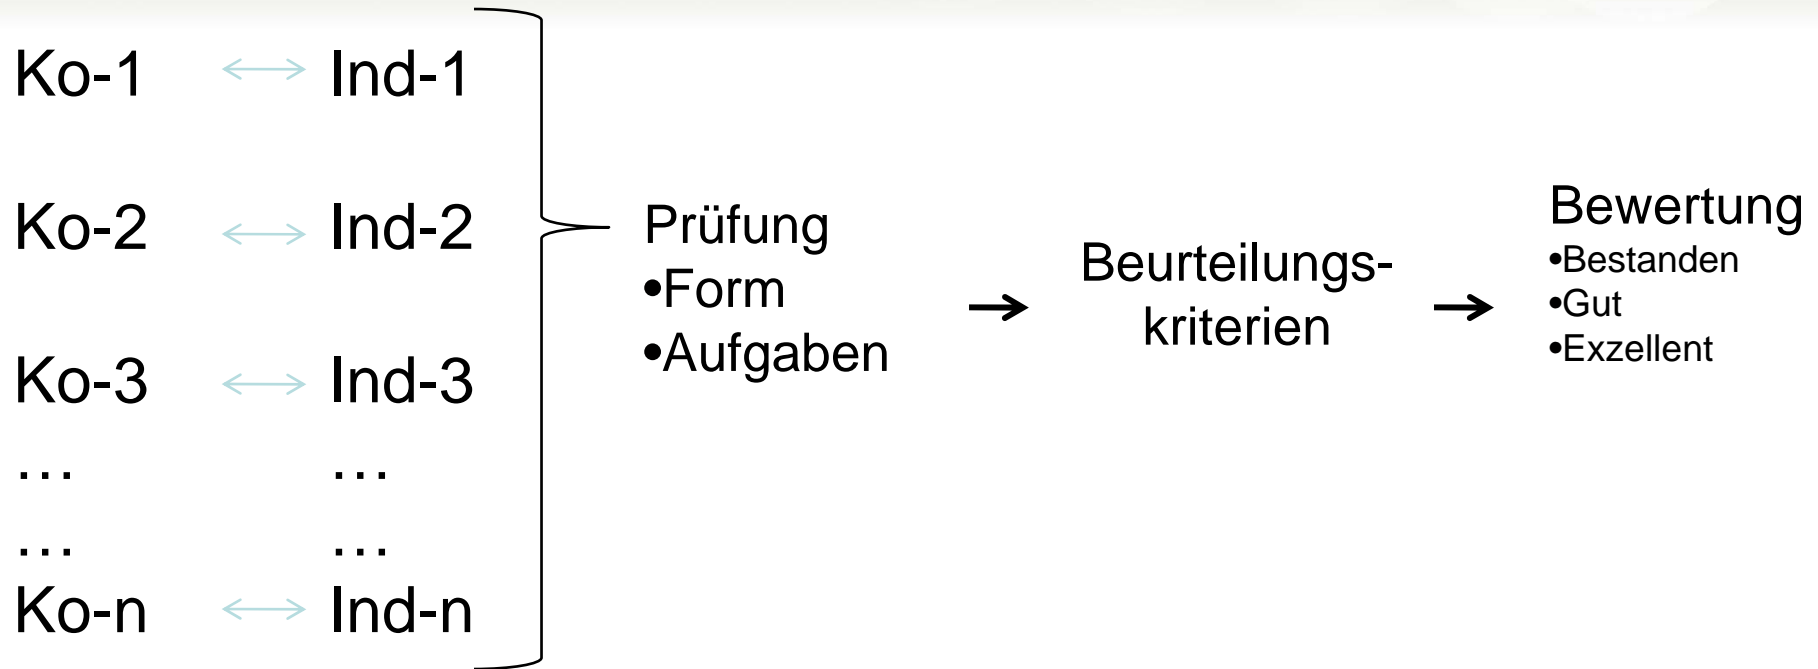 Ko-1 ⟷ Ind-1
Ko-2 ⟷ Ind-2
Ko-3 ⟷ Ind-3
… …
… …
Ko-n ⟷ Ind-n
Prüfung
•Form
•Aufgaben
→
Beurteilungs-
kriterien
→
Bewertung
•Bestanden
•Gut
•Exzellent